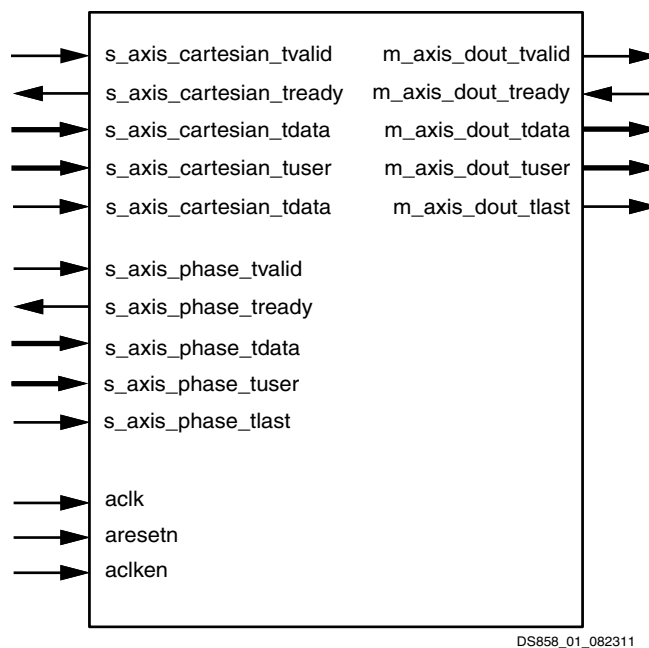 s_axis_cartesian_tvalid m_axis_dout_tvalid
s_axis_cartesian_tready m_axis_dout_tready
s_axis_cartesian_tdata m_axis_dout_tdata
s_axis_cartesian_tuser m_axis_dout_tuser
s_axis_cartesian_tdata m_axis_dout_tlast
s_axis_phase_tvalid
s_axis_phase_tready
s_axis_phase_tdata
s_axis_phase_tuser
s_axis_phase_tlast
aclk
aresetn
aclken
DS858_01_082311